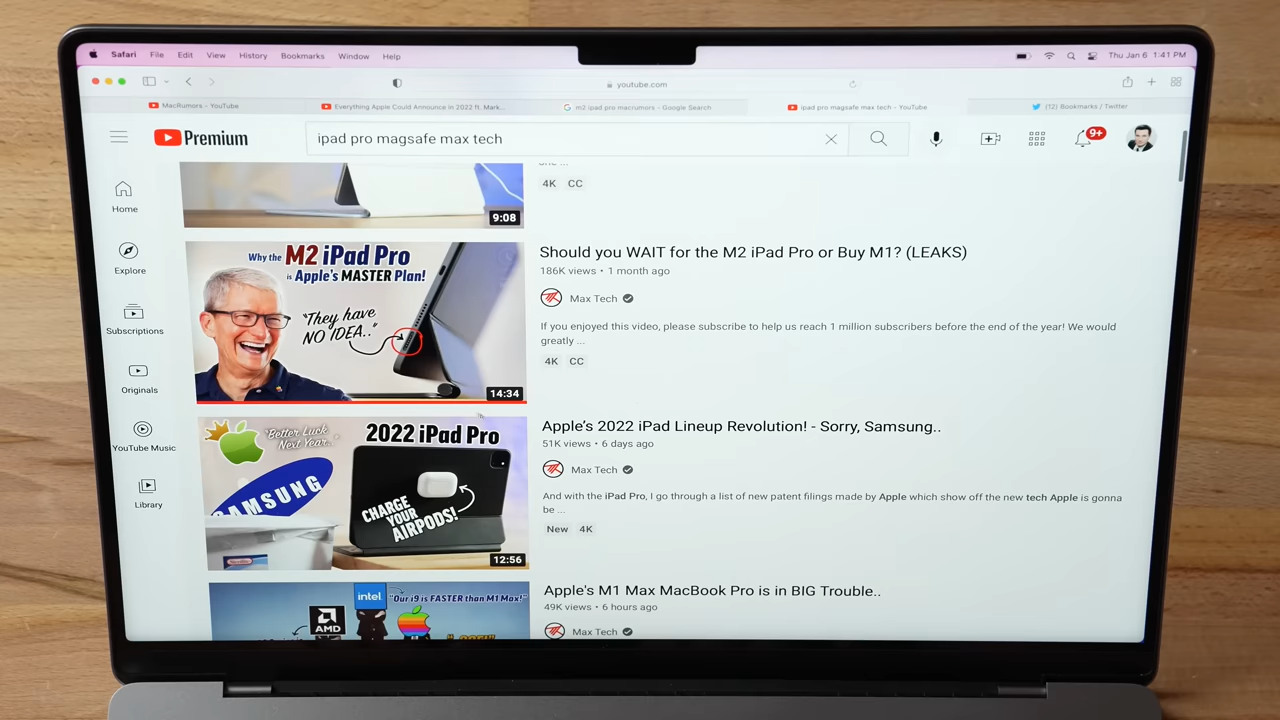 Safari File Edit View History Bookmarks Window Help Thu Jan 6 1:41 PM
youtube.com
MacRumors – YouTube
Everything Apple Could Announce in 2022 ft. Mark...
m2 ipad pro macrumors - Google Search
ipad pro magsafe max tech - YouTube
(12) Bookmarks / Twitter
Premium
ipad pro magsafe max tech
9+
Home
Explore
Subscriptions
Originals
YouTube Music
Library
4K CC
9:08
Why the M2 iPad Pro
is Apple's MASTER Plan!
"They have
NO IDEA.."
14:34
Should you WAIT for the M2 iPad Pro or Buy M1? (LEAKS)
186K views • 1 month ago
Max Tech
If you enjoyed this video, please subscribe to help us reach 1 million subscribers before the end of the year! We would
greatly ...
4K CC
"Better Luck
Next Year.."
2022 iPad Pro
SAMSUNG
CHARGE
YOUR
AIRPODS!
12:56
Apple's 2022 iPad Lineup Revolution! - Sorry, Samsung..
51K views • 6 days ago
Max Tech
And with the iPad Pro, I go through a list of new patent filings made by Apple which show off the new tech Apple is gonna
be ...
New 4K
intel
"Our i9 is FASTER than M1 Max!"
AMD
Apple's M1 Max MacBook Pro is in BIG Trouble..
49K views • 6 hours ago
Max Tech